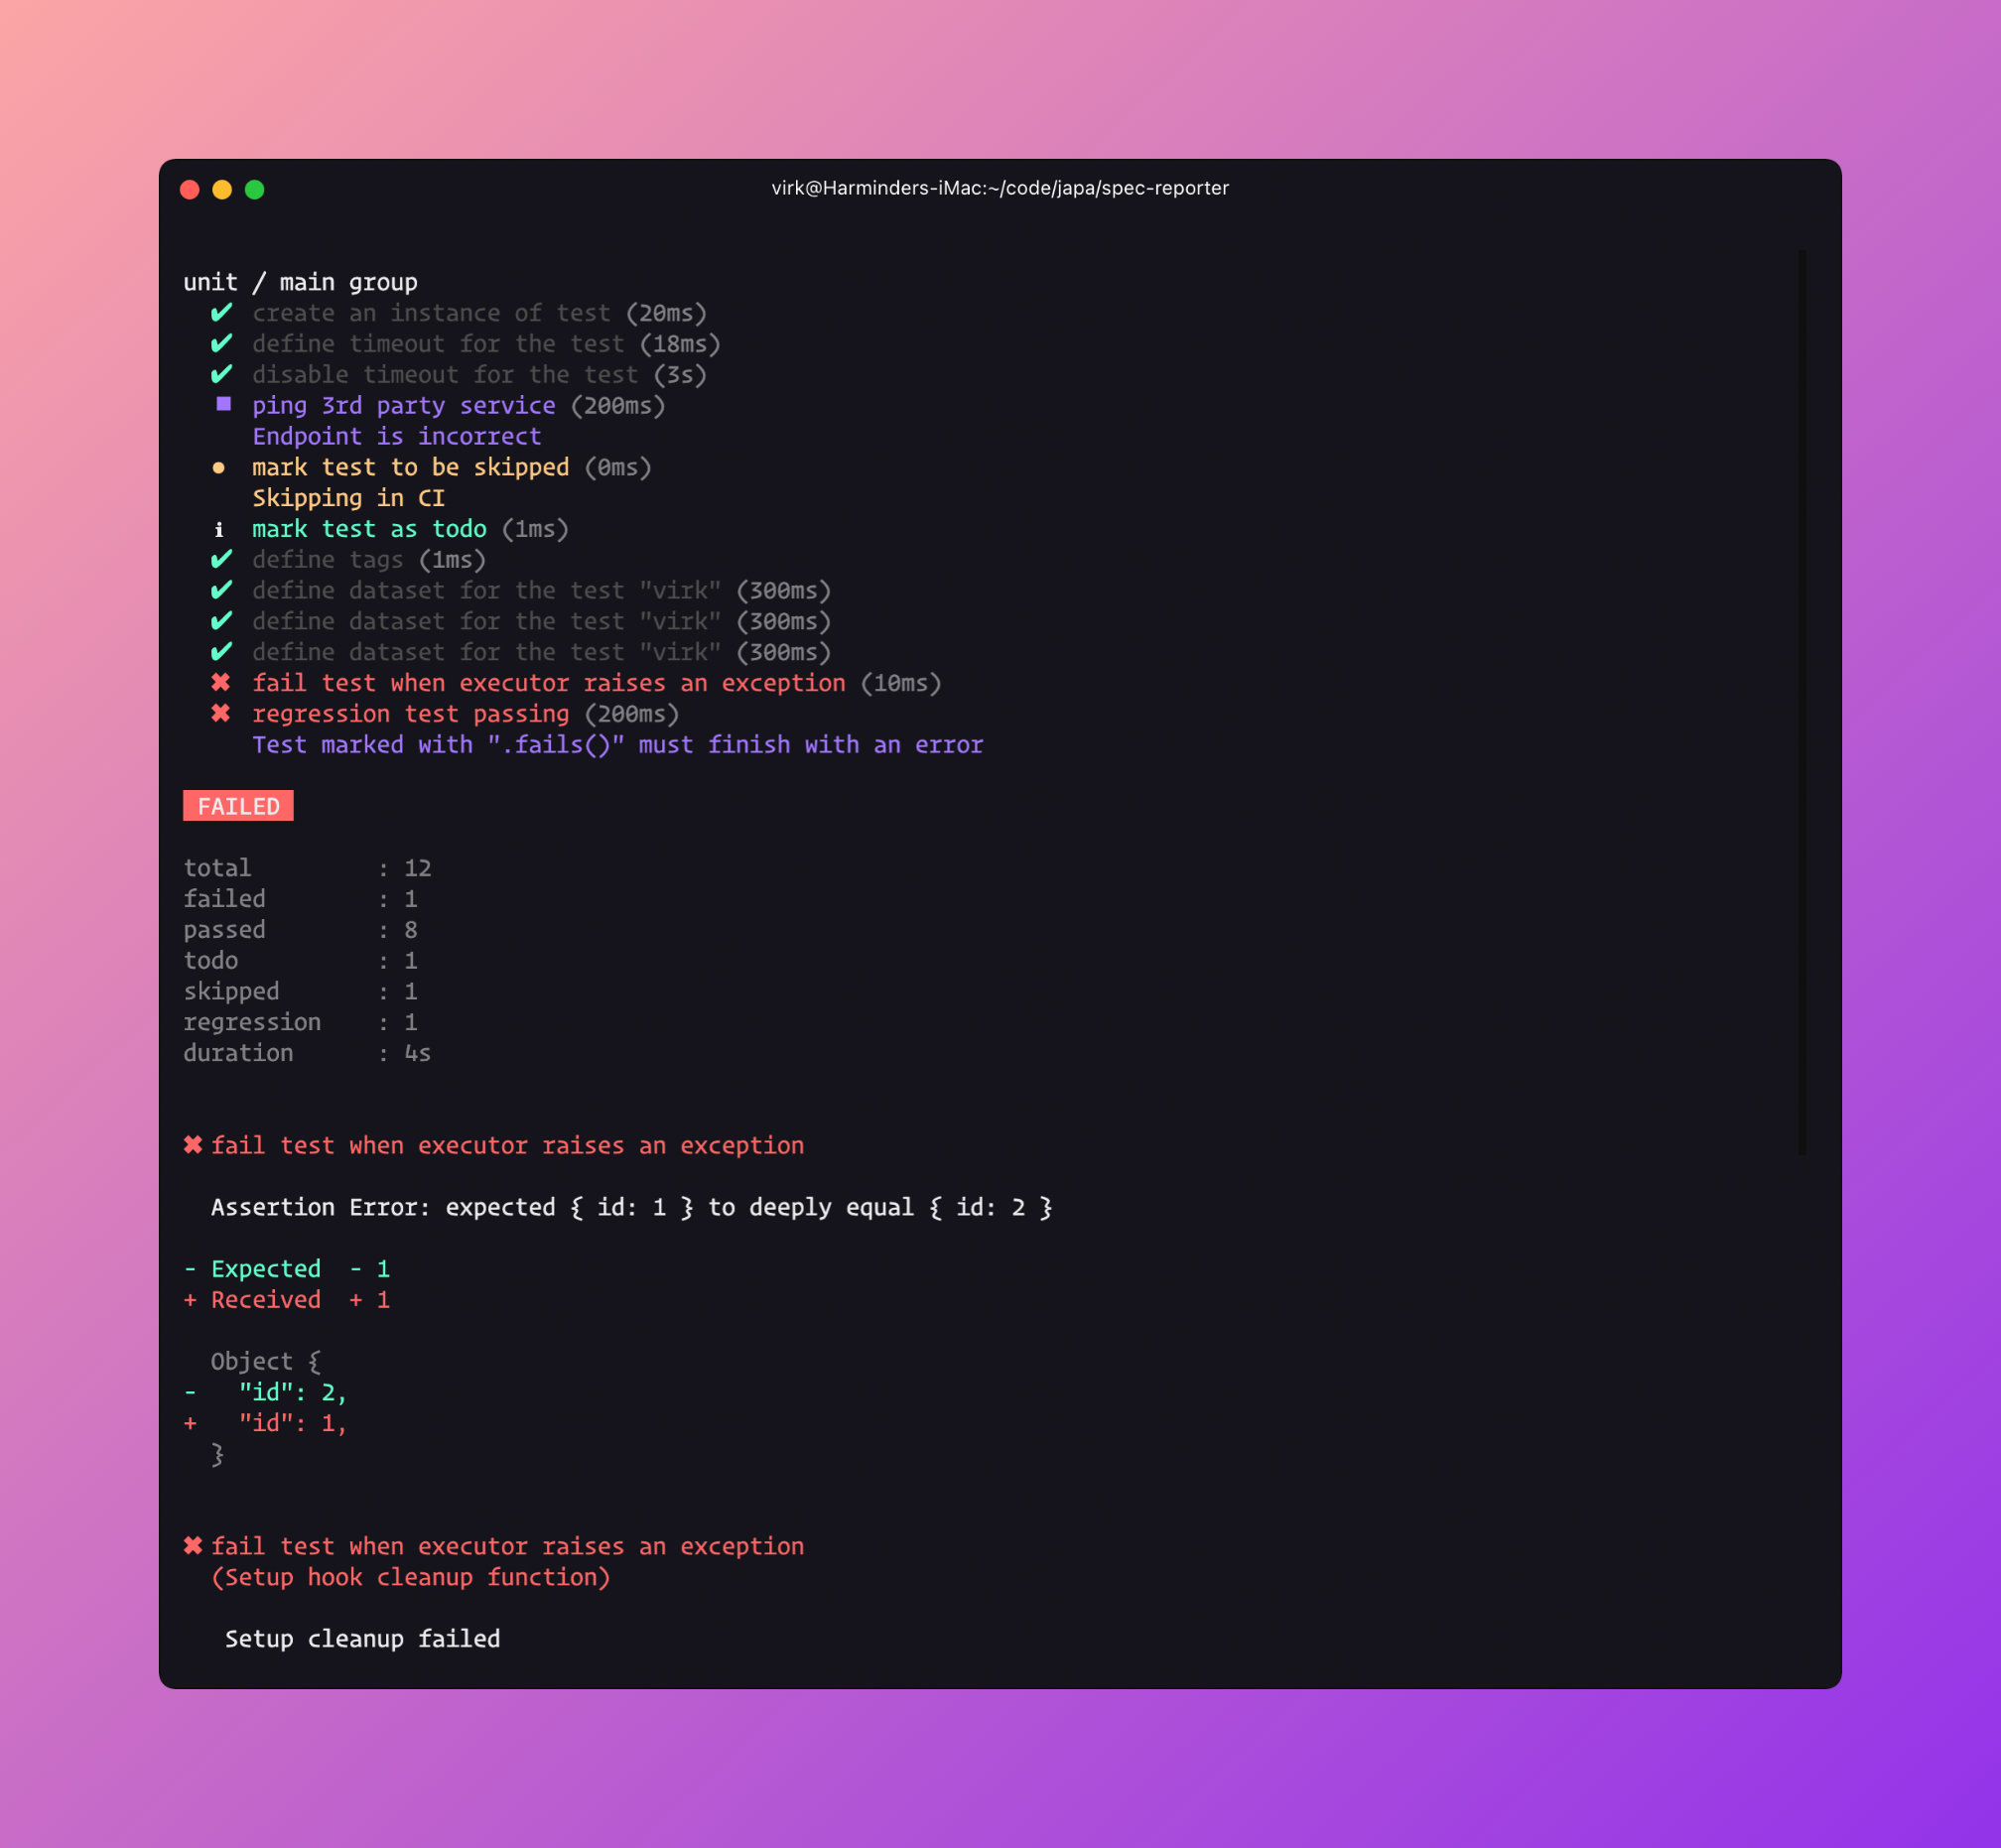 virk@Harminders-iMac:~/code/japa/spec-reporter
unit / main group
✔ create an instance of test (20ms)
✔ define timeout for the test (18ms)
✔ disable timeout for the test (3s)
■ ping 3rd party service (200ms)
Endpoint is incorrect
● mark test to be skipped (0ms)
Skipping in CI
ℹ mark test as todo (1ms)
✔ define tags (1ms)
✔ define dataset for the test "virk" (300ms)
✔ define dataset for the test "virk" (300ms)
✔ define dataset for the test "virk" (300ms)
✖ fail test when executor raises an exception (10ms)
✖ regression test passing (200ms)
Test marked with ".fails()" must finish with an error
FAILED
total : 12
failed : 1
passed : 8
todo : 1
skipped : 1
regression : 1
duration : 4s
✖ fail test when executor raises an exception
Assertion Error: expected { id: 1 } to deeply equal { id: 2 }
- Expected - 1
+ Received + 1
Object {
- "id": 2,
+ "id": 1,
}
✖ fail test when executor raises an exception
(Setup hook cleanup function)
Setup cleanup failed